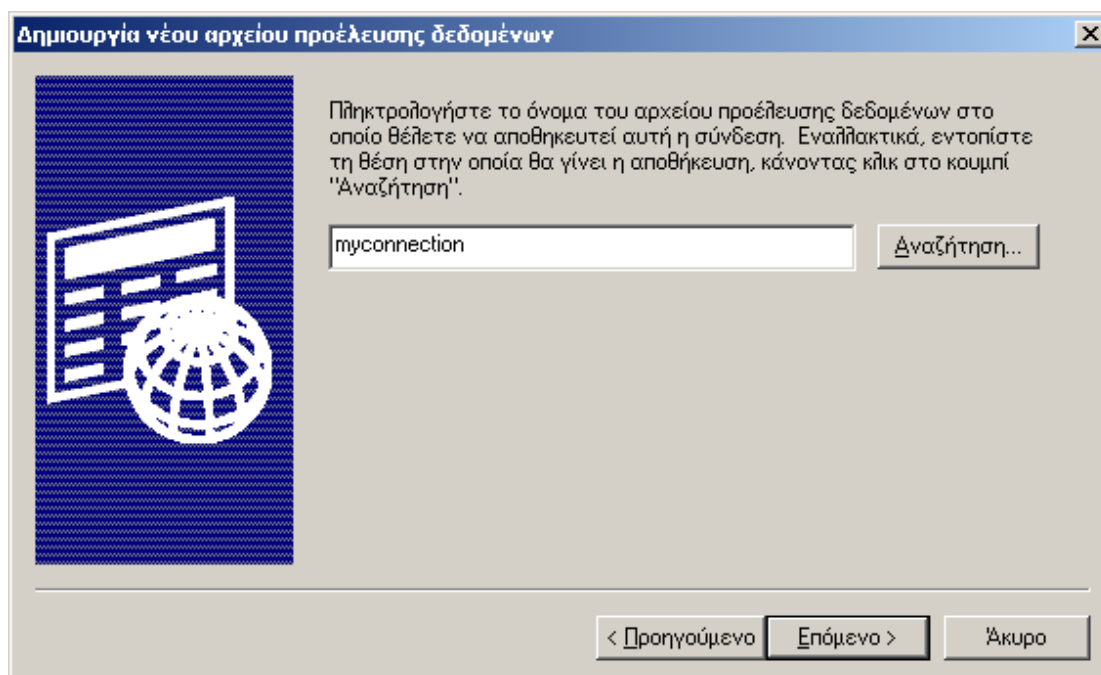 Δημιουργία νέου αρχείου προέλευσης δεδομένων
Πληκτρολογήστε το όνομα του αρχείου προέλευσης δεδομένων στο
οποίο θέλετε να αποθηκευτεί αυτή η σύνδεση.  Εναλλακτικά, εντοπίστε
τη θέση στην οποία θα γίνει η αποθήκευση, κάνοντας κλικ στο κουμπί
"Αναζήτηση".
myconnection
Αναζήτηση...
< Προηγούμενο
Επόμενο >
Άκυρο